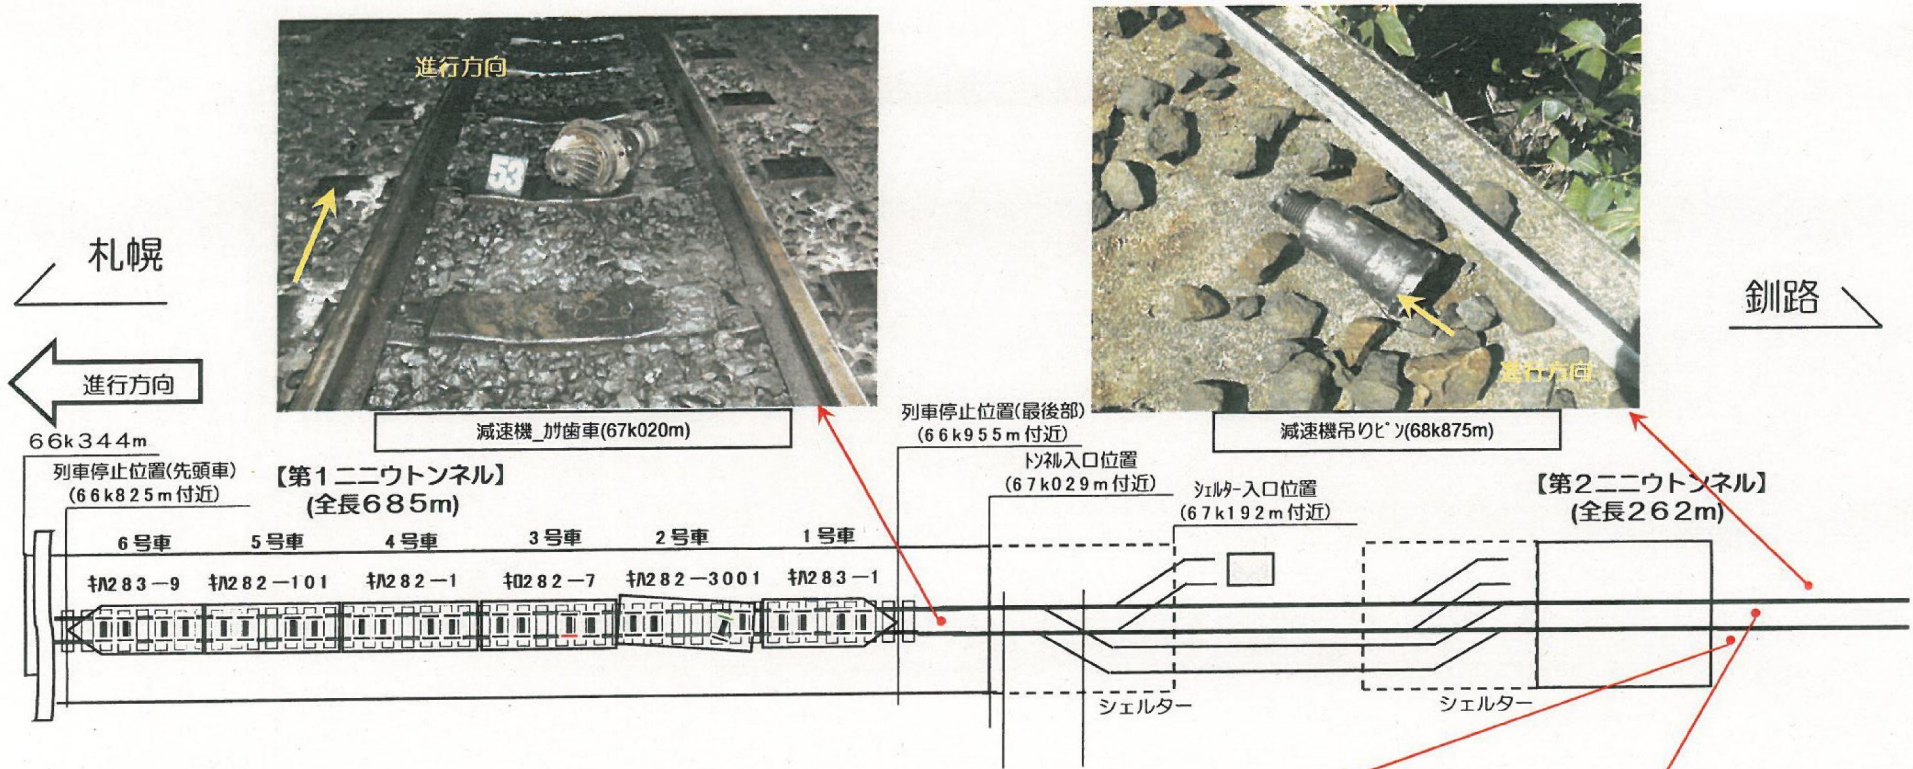 進行方向
53
進行方向
札幌
釧路
進行方向
減速機_ｶｻ歯車(67k020m)
減速機吊りﾋﾟﾝ(68k875m)
66k344m
列車停止位置(先頭車)
(66k825m付近)
【第1ニニウトンネル】
(全長685m)
列車停止位置(最後部)
(66k955m付近)
ﾄﾝﾈﾙ入口位置
(67k029m付近)
ｼｪﾙﾀｰ入口位置
(67k192m付近)
【第2ニニウトンネル】
(全長262m)
6号車
5号車
4号車
3号車
2号車
1号車
ｷﾊ283－9
ｷﾊ282－101
ｷﾊ282－1
ｷﾛ282－7
ｷﾊ282－3001
ｷﾊ283－1
シェルター
シェルター